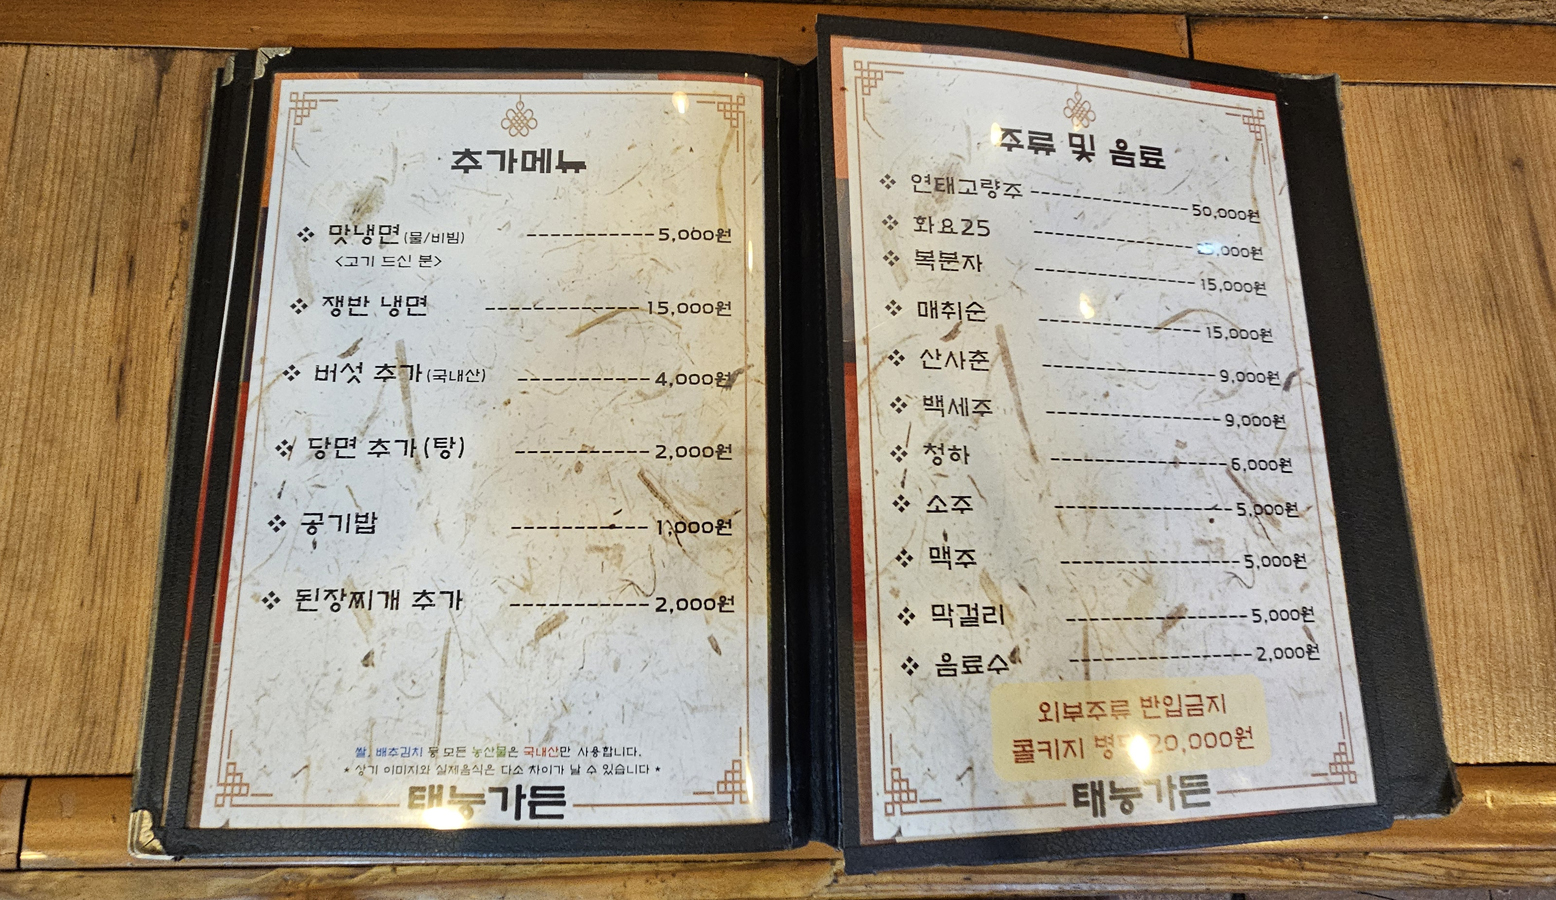 추가메뉴
맛냉면(물/비빔) 5,000원
<고기 드신 분>
쟁반 냉면 15,000원
버섯 추가(국내산) 4,000원
당면 추가(탕) 2,000원
공기밥 1,000원
된장찌개 추가 2,000원
쌀, 배추김치 등 모든 농산물은 국내산만 사용합니다.
* 상기 이미지와 실제음식은 다소 차이가 날 수 있습니다 *
태능가든
주류 및 음료
연태고량주 50,000원
화요25
복분자 15,000원
매취순 15,000원
산사춘 9,000원
백세주 9,000원
청하 6,000원
소주 5,000원
맥주 5,000원
막걸리 5,000원
음료수 2,000원
외부주류 반입금지
콜키지 병당 20,000원
태능가든